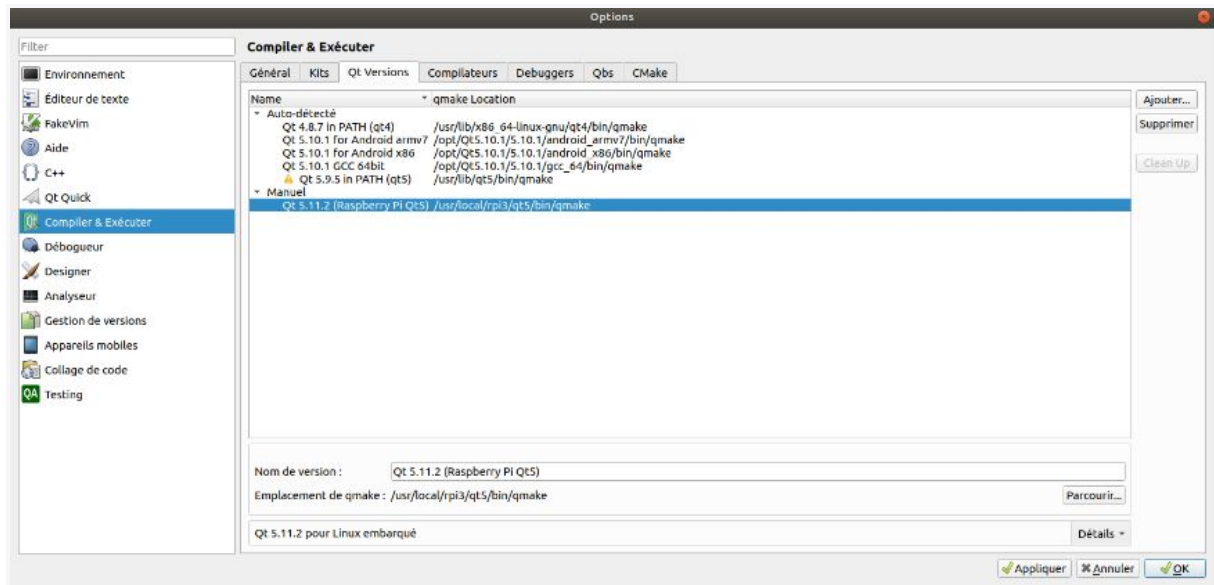 Options
Filter
Environnement
Éditeur de texte
FakeVim
Aide
C++
Qt Quick
Compiler & Exécuter
Débogueur
Designer
Analyseur
Gestion de versions
Appareils mobiles
Collage de code
QA Testing
Compiler & Exécuter
Général Kits Qt Versions Compilateurs Debuggers Qbs CMake
Name qmake Location
Auto-détecté
Qt 4.8.7 in PATH (qt4) /usr/lib/x86_64-linux-gnu/qt4/bin/qmake
Qt 5.10.1 for Android armv7 /opt/Qt5.10.1/5.10.1/android_armv7/bin/qmake
Qt 5.10.1 for Android x86 /opt/Qt5.10.1/5.10.1/android_x86/bin/qmake
Qt 5.10.1 GCC 64bit /opt/Qt5.10.1/5.10.1/gcc_64/bin/qmake
Qt 5.9.5 in PATH (qt5) /usr/lib/qt5/bin/qmake
Manuel
Qt 5.11.2 (Raspberry Pi Qt5) /usr/local/rpi3/qt5/bin/qmake
Ajouter...
Supprimer
Clean Up
Nom de version : Qt 5.11.2 (Raspberry Pi Qt5)
Emplacement de qmake : /usr/local/rpi3/qt5/bin/qmake Parcourir...
Qt 5.11.2 pour Linux embarqué Détails
Appliquer Annuler OK